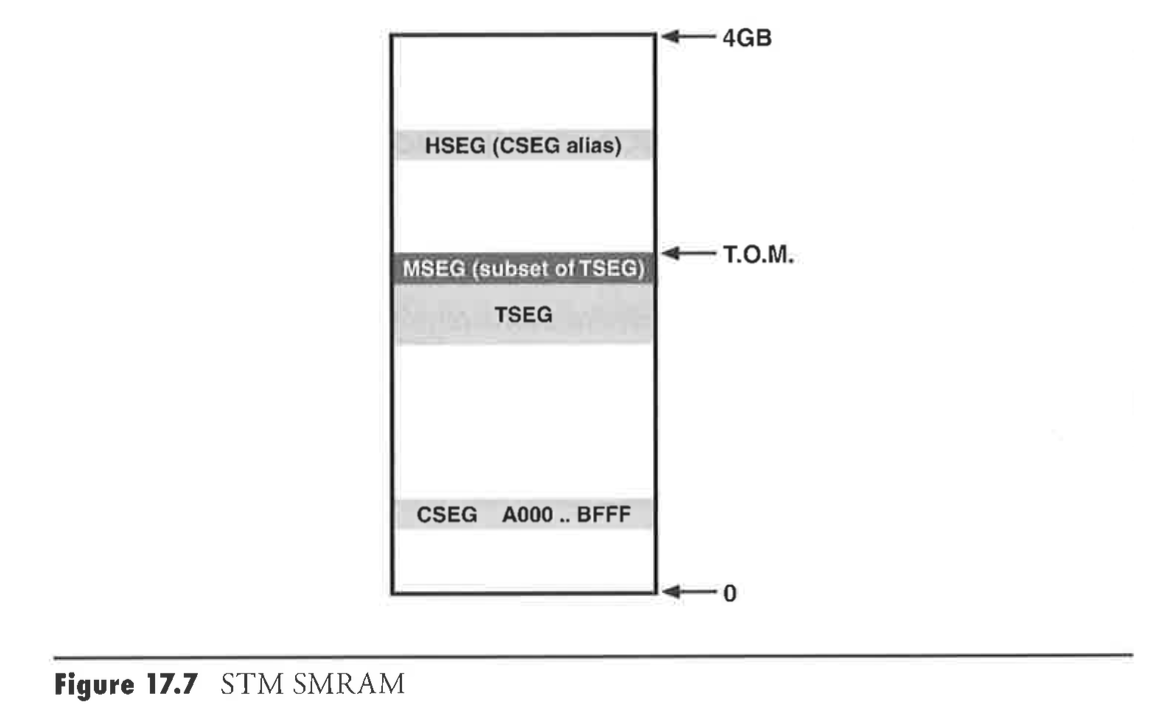 4GB
HSEG (CSEG alias)
T.O.M.
MSEG (subset of TSEG)
TSEG
CSEG A000 .. BFFF
0
Figure 17.7 STM SMRAM